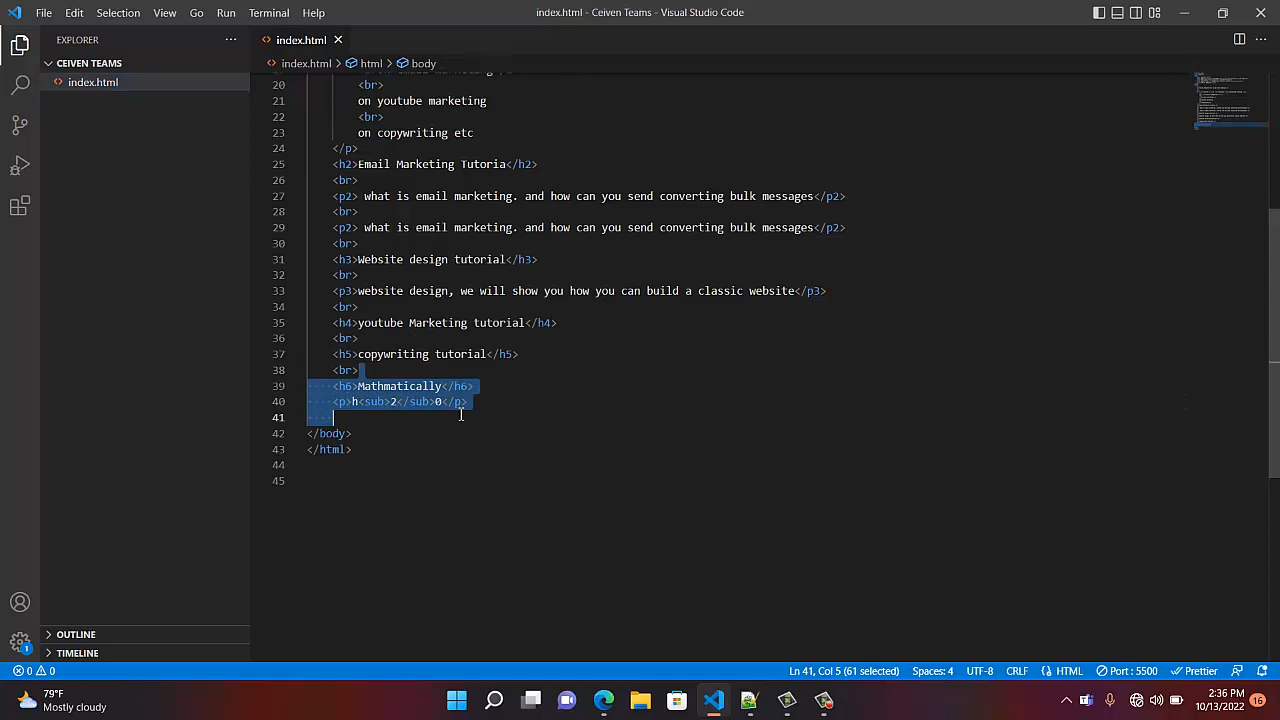 File Edit Selection View Go Run Terminal Help
index.html - Ceiven Teams - Visual Studio Code
EXPLORER
index.html
CEIVEN TEAMS
index.html > html > body
index.html
20 <br>
21 on youtube marketing
22 <br>
23 on copywriting etc
24 </p>
25 <h2>Email Marketing Tutoria</h2>
26 <br>
27 <p2> what is email marketing. and how can you send converting bulk messages</p2>
28 <br>
29 <p2> what is email marketing. and how can you send converting bulk messages</p2>
30 <br>
31 <h3>Website design tutorial</h3>
32 <br>
33 <p3>website design, we will show you how you can build a classic website</p3>
34 <br>
35 <h4>youtube Marketing tutorial</h4>
36 <br>
37 <h5>copywriting tutorial</h5>
38 <br>
39 <h6>Mathmatically</h6>
40 <p>h<sub>2</sub>0</p>
41
42 </body>
43 </html>
44
45
OUTLINE
TIMELINE
1
0 0
Ln 41, Col 5 (61 selected) Spaces: 4 UTF-8 CRLF HTML Port : 5500 Prettier
79°F
Mostly cloudy
2:36 PM
10/13/2022
16